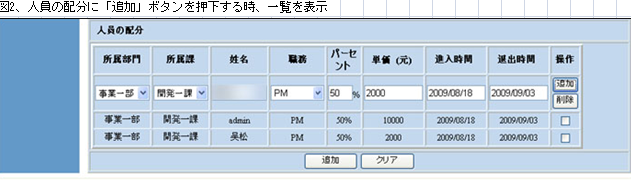 図2、人員の配分に「追加」ボタンを押下する時、一覧を表示
人員の配分
所属部門 所属課 姓名 職務 パーセント 単価 (元) 進入時間 退出時間 操作
事業一部 開発一課 PM 50 % 2000 2009/08/18 2009/09/03 追加
削除
事業一部 開発一課 admin PM 50% 10000 2009/08/18 2009/09/03
事業一部 開発一課 吴松 PM 50% 2000 2009/08/18 2009/09/03
追加 クリア